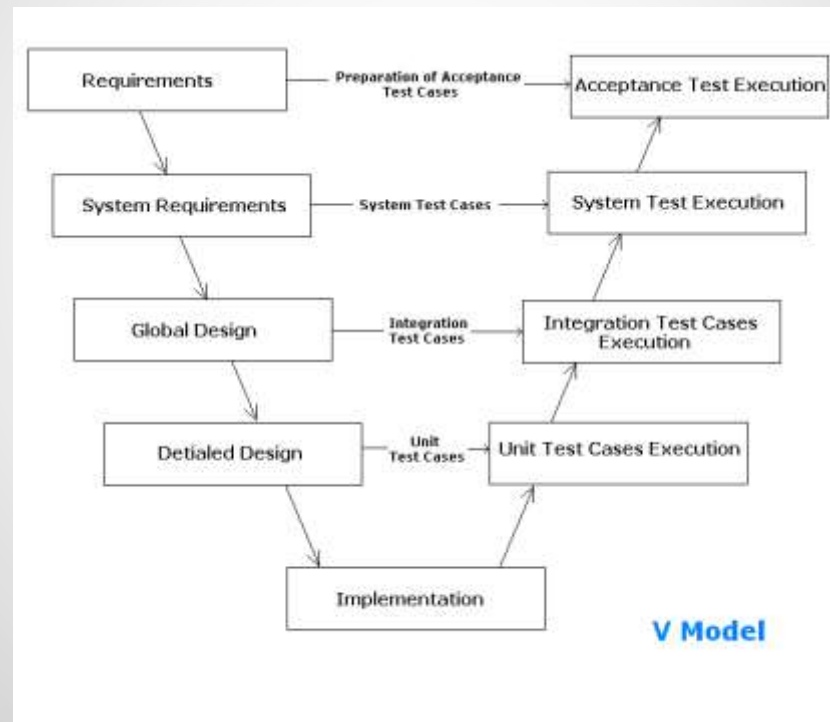 Requirements
Preparation of Acceptance
Test Cases
Acceptance Test Execution
System Requirements
System Test Cases
System Test Execution
Global Design
Integration
Test Cases
Integration Test Cases
Execution
Detialed Design
Unit
Test Cases
Unit Test Cases Execution
Implementation
V Model